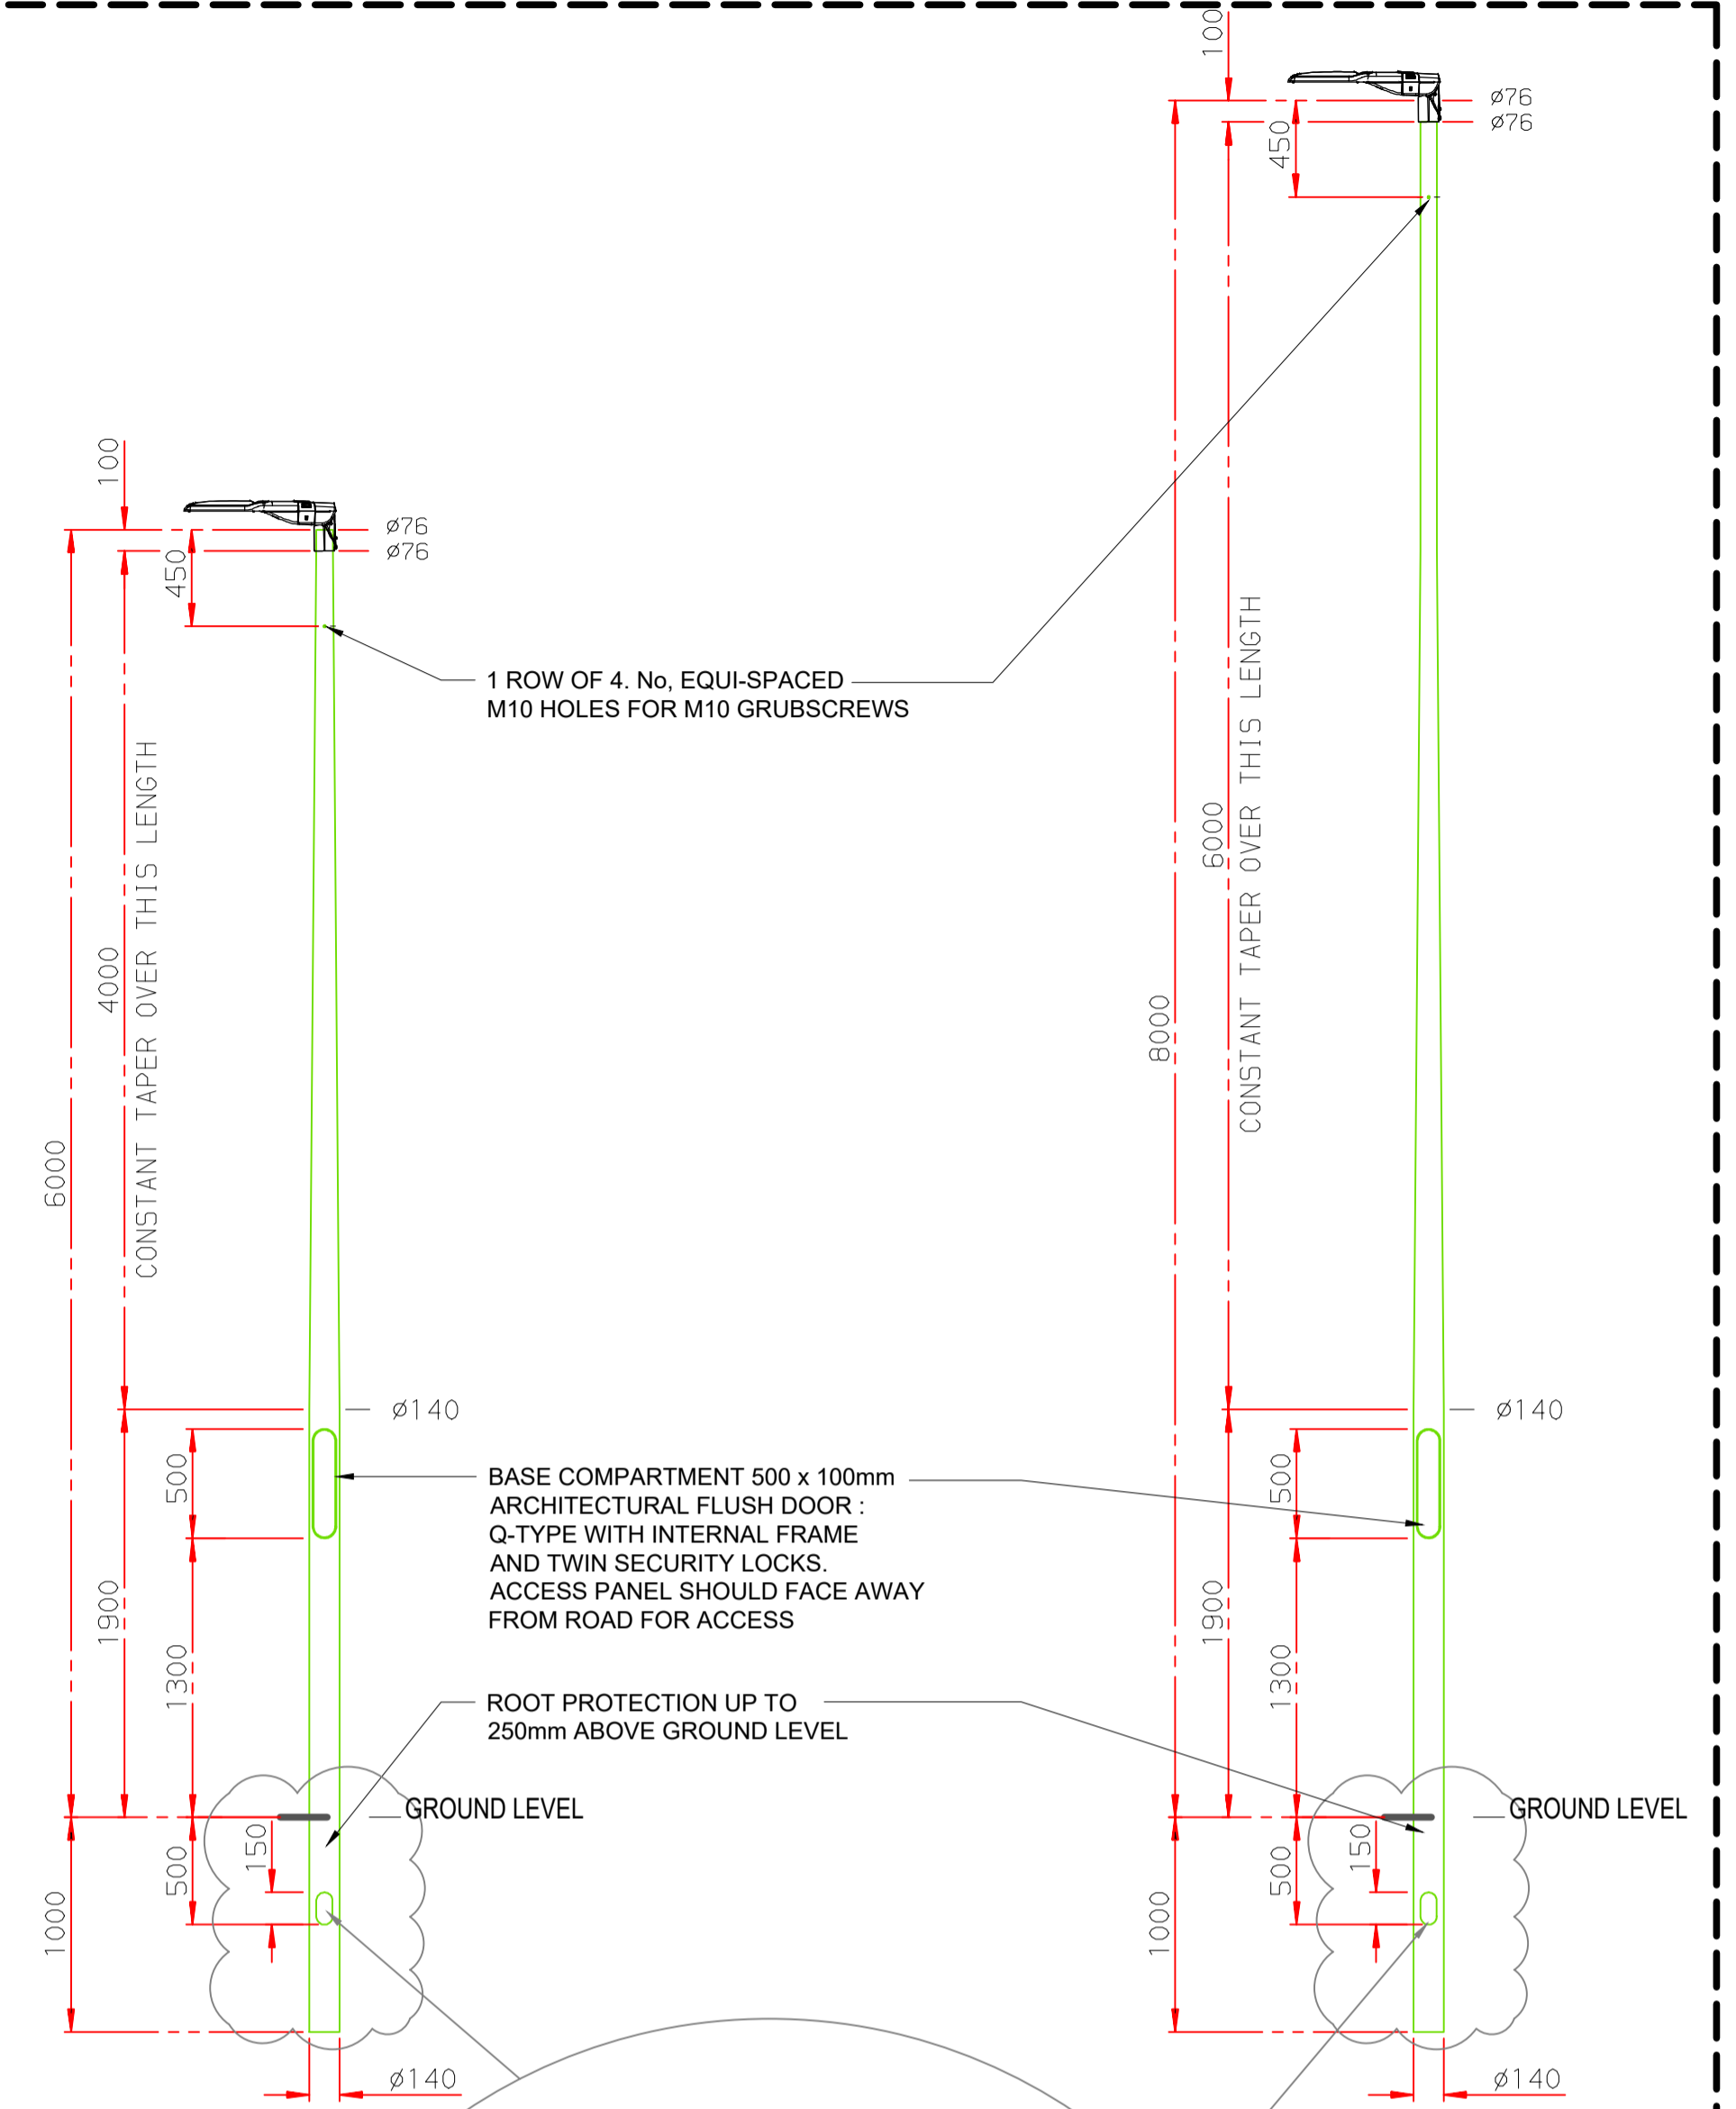 100
Ø76
Ø76
450
100
Ø76
Ø76
450
1 ROW OF 4. No, EQUI-SPACED
M10 HOLES FOR M10 GRUBSCREWS
CONSTANT TAPER OVER THIS LENGTH
4000
6000
CONSTANT TAPER OVER THIS LENGTH
6000
8000
Ø140
Ø140
500
500
BASE COMPARTMENT 500 x 100mm
ARCHITECTURAL FLUSH DOOR :
Q-TYPE WITH INTERNAL FRAME
AND TWIN SECURITY LOCKS.
ACCESS PANEL SHOULD FACE AWAY
FROM ROAD FOR ACCESS
1900
1300
1900
1300
ROOT PROTECTION UP TO
250mm ABOVE GROUND LEVEL
GROUND LEVEL
GROUND LEVEL
150
500
1000
150
500
1000
Ø140
Ø140